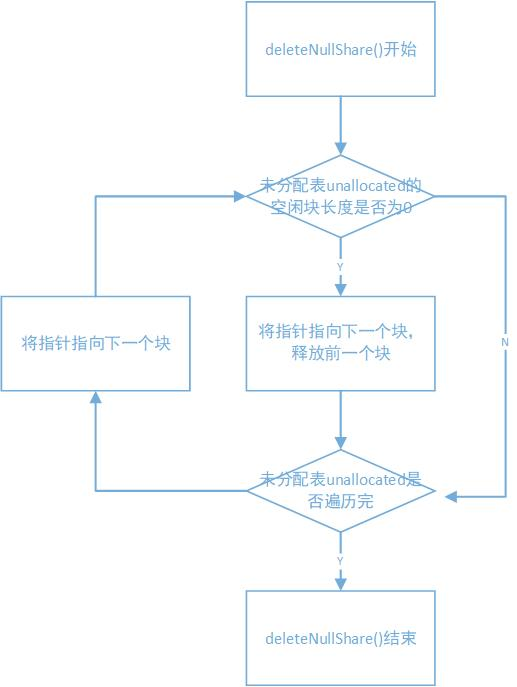 deleteNullShare()开始
未分配表unallocated的
空闲块长度是否为0
Y
N
将指针指向下一个块
将指针指向下一个块，
释放前一个块
未分配表unallocated是
否遍历完
Y
deleteNullShare()结束